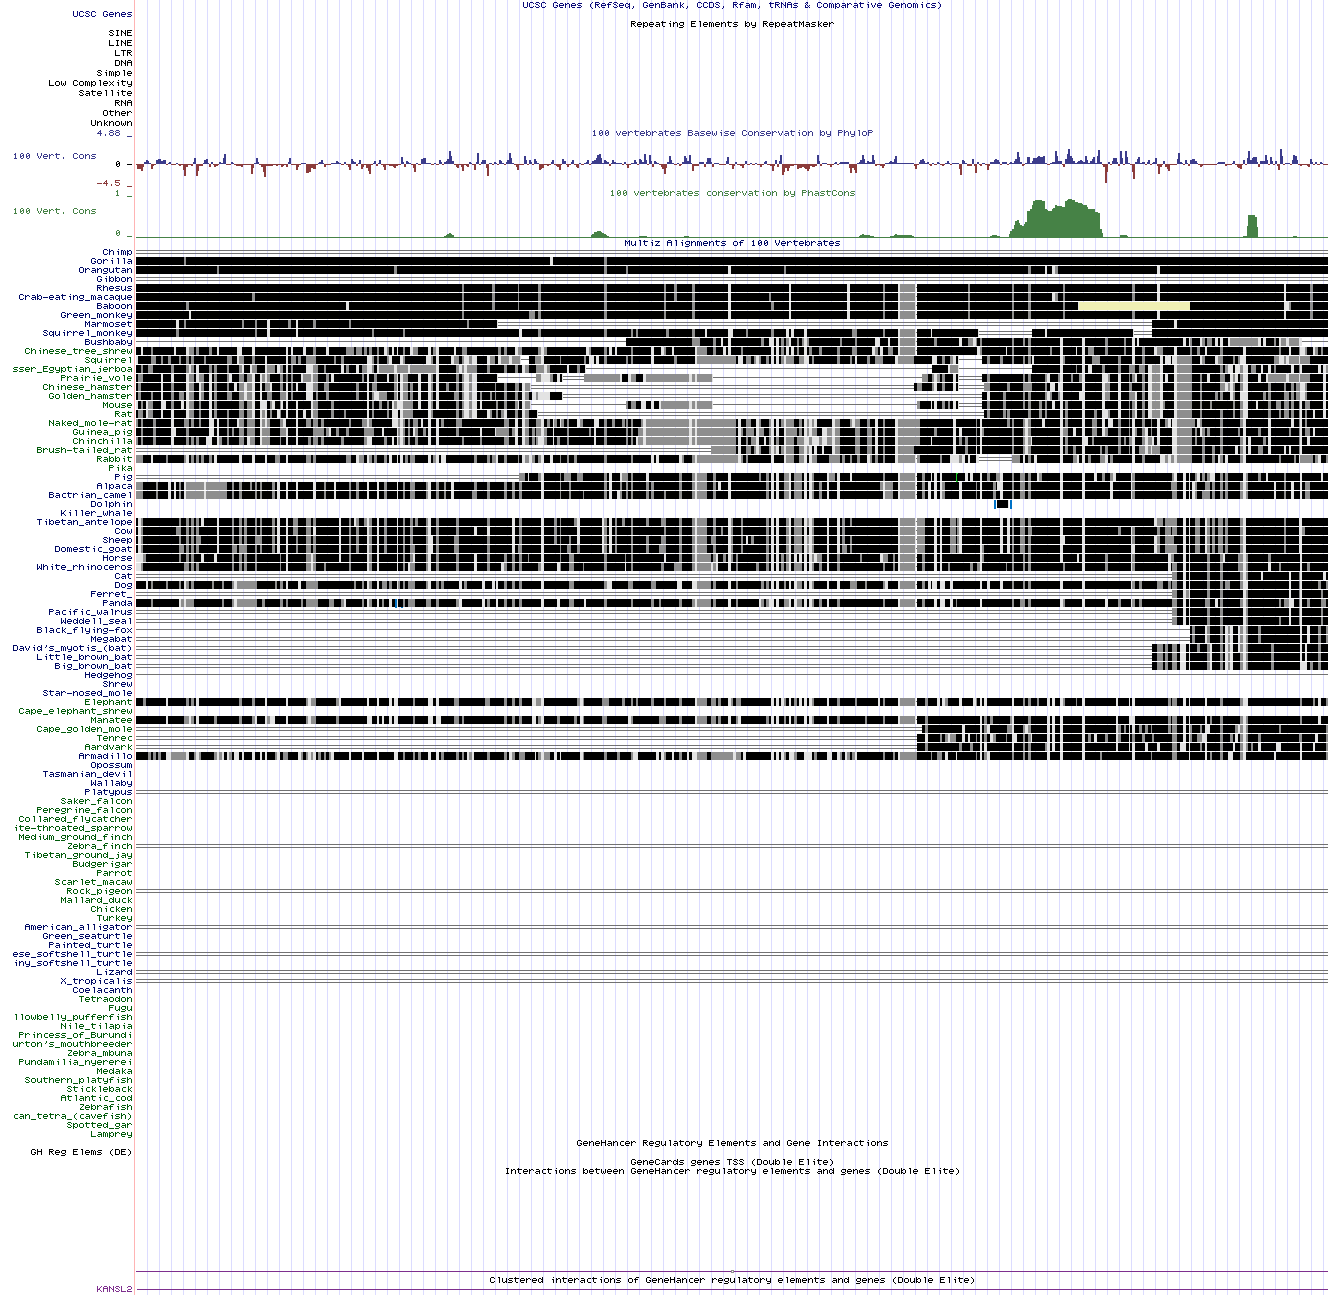 UCSC Genes (RefSeq, GenBank, CCDS, Rfam, tRNAs & Comparative Genomics)
UCSC Genes
Repeating Elements by RepeatMasker
SINE
LINE
LTR
DNA
Simple
Low Complexity
Satellite
RNA
Other
Unknown
4.88 _
100 vertebrates Basewise Conservation by PhyloP
100 Vert. Cons
0 _
-4.5 _
100 vertebrates conservation by PhastCons
1 _
100 Vert. Cons
0 _
Multiz Alignments of 100 Vertebrates
Chimp
Gorilla
Orangutan
Gibbon
Rhesus
Crab-eating_macaque
Baboon
Green_monkey
Marmoset
Squirrel_monkey
Bushbaby
Chinese_tree_shrew
Squirrel
sser_Egyptian_jerboa
Prairie_vole
Chinese_hamster
Golden_hamster
Mouse
Rat
Naked_mole-rat
Guinea_pig
Chinchilla
Brush-tailed_rat
Rabbit
Pika
Pig
Alpaca
Bactrian_camel
Dolphin
Killer_whale
Tibetan_antelope
Cow
Sheep
Domestic_goat
Horse
White_rhinoceros
Cat
Dog
Ferret_
Panda
Pacific_walrus
Weddell_seal
Black_flying-fox
Megabat
David's_myotis_(bat)
Little_brown_bat
Big_brown_bat
Hedgehog
Shrew
Star-nosed_mole
Elephant
Cape_elephant_shrew
Manatee
Cape_golden_mole
Tenrec
Aardvark
Armadillo
Opossum
Tasmanian_devil
Wallaby
Platypus
Saker_falcon
Peregrine_falcon
Collared_flycatcher
ite-throated_sparrow
Medium_ground_finch
Zebra_finch
Tibetan_ground_jay
Budgerigar
Parrot
Scarlet_macaw
Rock_pigeon
Mallard_duck
Chicken
Turkey
American_alligator
Green_seaturtle
Painted_turtle
ese_softshell_turtle
iny_softshell_turtle
Lizard
X_tropicalis
Coelacanth
Tetraodon
Fugu
llowbelly_pufferfish
Nile_tilapia
Princess_of_Burundi
urton's_mouthbreeder
Zebra_mbuna
Pundamilia_nyererei
Medaka
Southern_platyfish
Stickleback
Atlantic_cod
Zebrafish
can_tetra_(cavefish)
Spotted_gar
Lamprey
GeneHancer Regulatory Elements and Gene Interactions
GH Reg Elems (DE)
GeneCards genes TSS (Double Elite)
Interactions between GeneHancer regulatory elements and genes (Double Elite)
Clustered interactions of GeneHancer regulatory elements and genes (Double Elite)
KANSL2